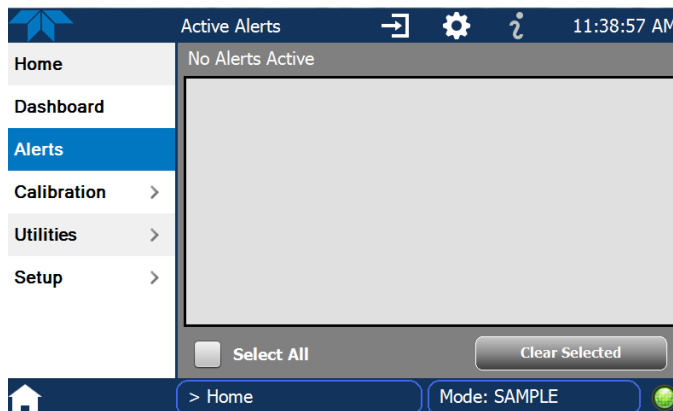 Active Alerts
11:38:57 AM
No Alerts Active
Home
Dashboard
Alerts
Calibration >
Utilities >
Setup >
Select All
Clear Selected
> Home
Mode: SAMPLE